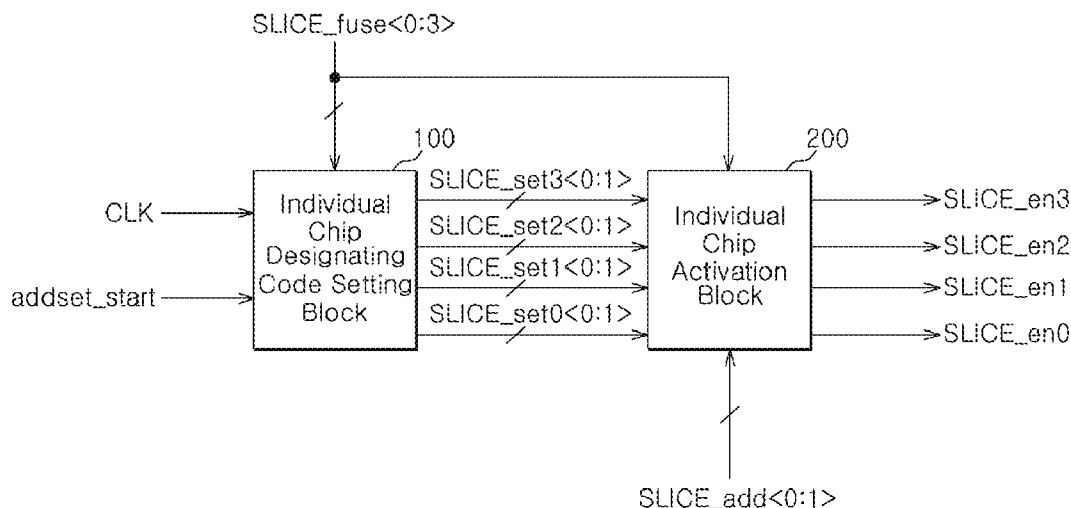 SLICE_fuse<0:3>
100
200
CLK
addset_start
Individual
Chip
Designating
Code Setting
Block
SLICE_set3<0:1>
SLICE_set2<0:1>
SLICE_set1<0:1>
SLICE_set0<0:1>
Individual
Chip
Activation
Block
SLICE_en3
SLICE_en2
SLICE_en1
SLICE_en0
SLICE_add<0:1>